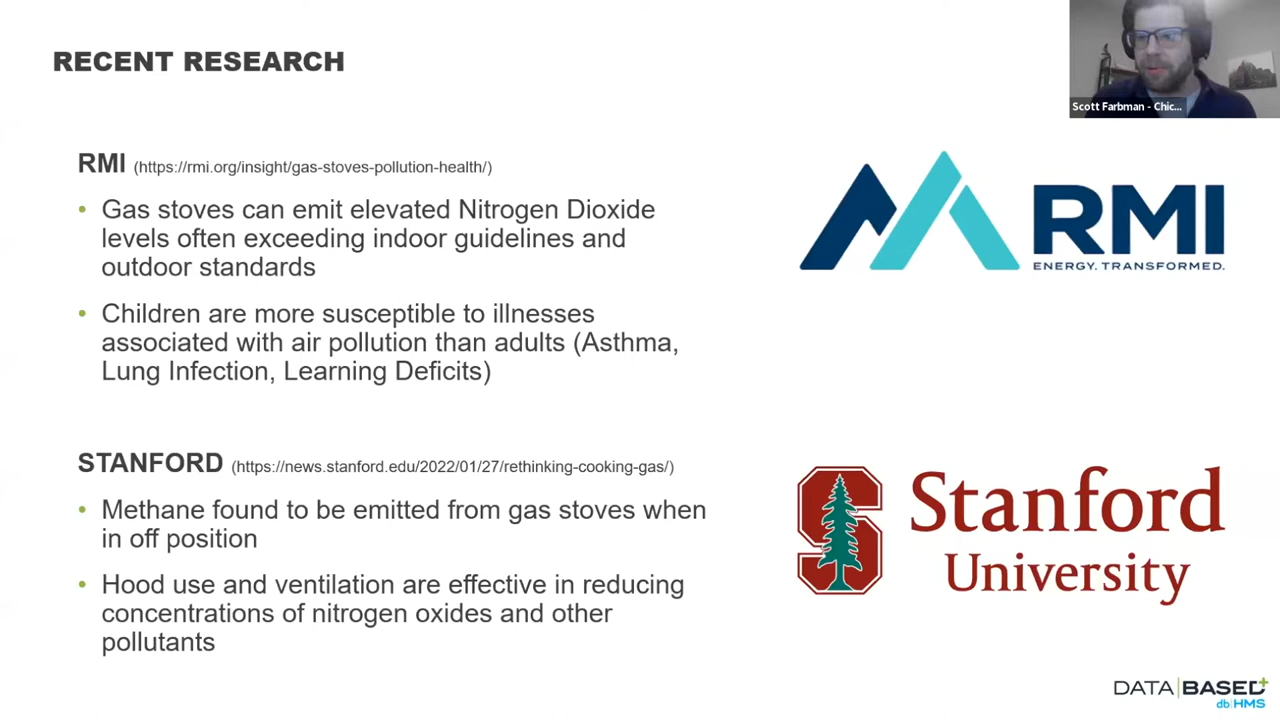 RECENT RESEARCH
Scott Farbman - Chic...
RMI (https://rmi.org/insight/gas-stoves-pollution-health/)
• Gas stoves can emit elevated Nitrogen Dioxide
levels often exceeding indoor guidelines and
outdoor standards
• Children are more susceptible to illnesses
associated with air pollution than adults (Asthma,
Lung Infection, Learning Deficits)
RMI
ENERGY. TRANSFORMED.
STANFORD (https://news.stanford.edu/2022/01/27/rethinking-cooking-gas/)
• Methane found to be emitted from gas stoves when
in off position
• Hood use and ventilation are effective in reducing
concentrations of nitrogen oxides and other
pollutants
S
Stanford
University
DATA|BASED+
db|HMS